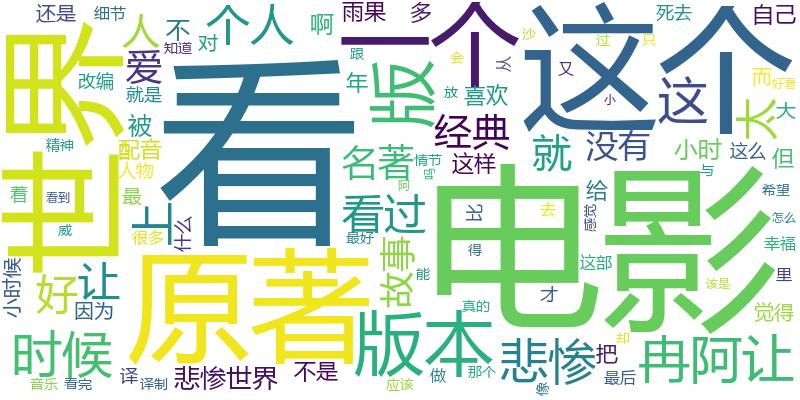 还是
细节
个人
啊
雨果
多
一个
这个
死去
自己
不
对
知道
人
爱
改编
就是
年
跟
喜欢
会
从
沙
又
过
小
只
这
而
好看
太
大
世界
看
版
经典
这样
就
没有
小时
这么
但
被
配音
人物
精神
着
看到
最
威
上
很多
什么
名著
情节
吗
阿
看过
最好
故事
能
比
得
去
才
给
感觉
与
希望
怎么
幸福
这部
里
觉得
该是
电影
小时候
好
让
因为
原著
时候
版本
真的
悲惨
把
却
冉阿让
音乐
看完
译
译制
悲惨世界
不是
应该
做
那个
像
最后
放